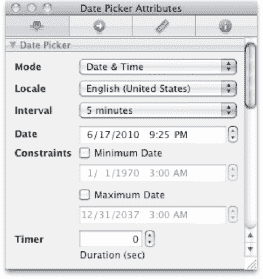 Date Picker Attributes
Date Picker
Mode Date & Time
Locale English (United States)
Interval 5 minutes
Date 6/17/2010 9:25 PM
Constraints Minimum Date
1/ 1/1970 3:00 AM
Maximum Date
12/31/2037 3:00 AM
Timer 0
Duration (sec)